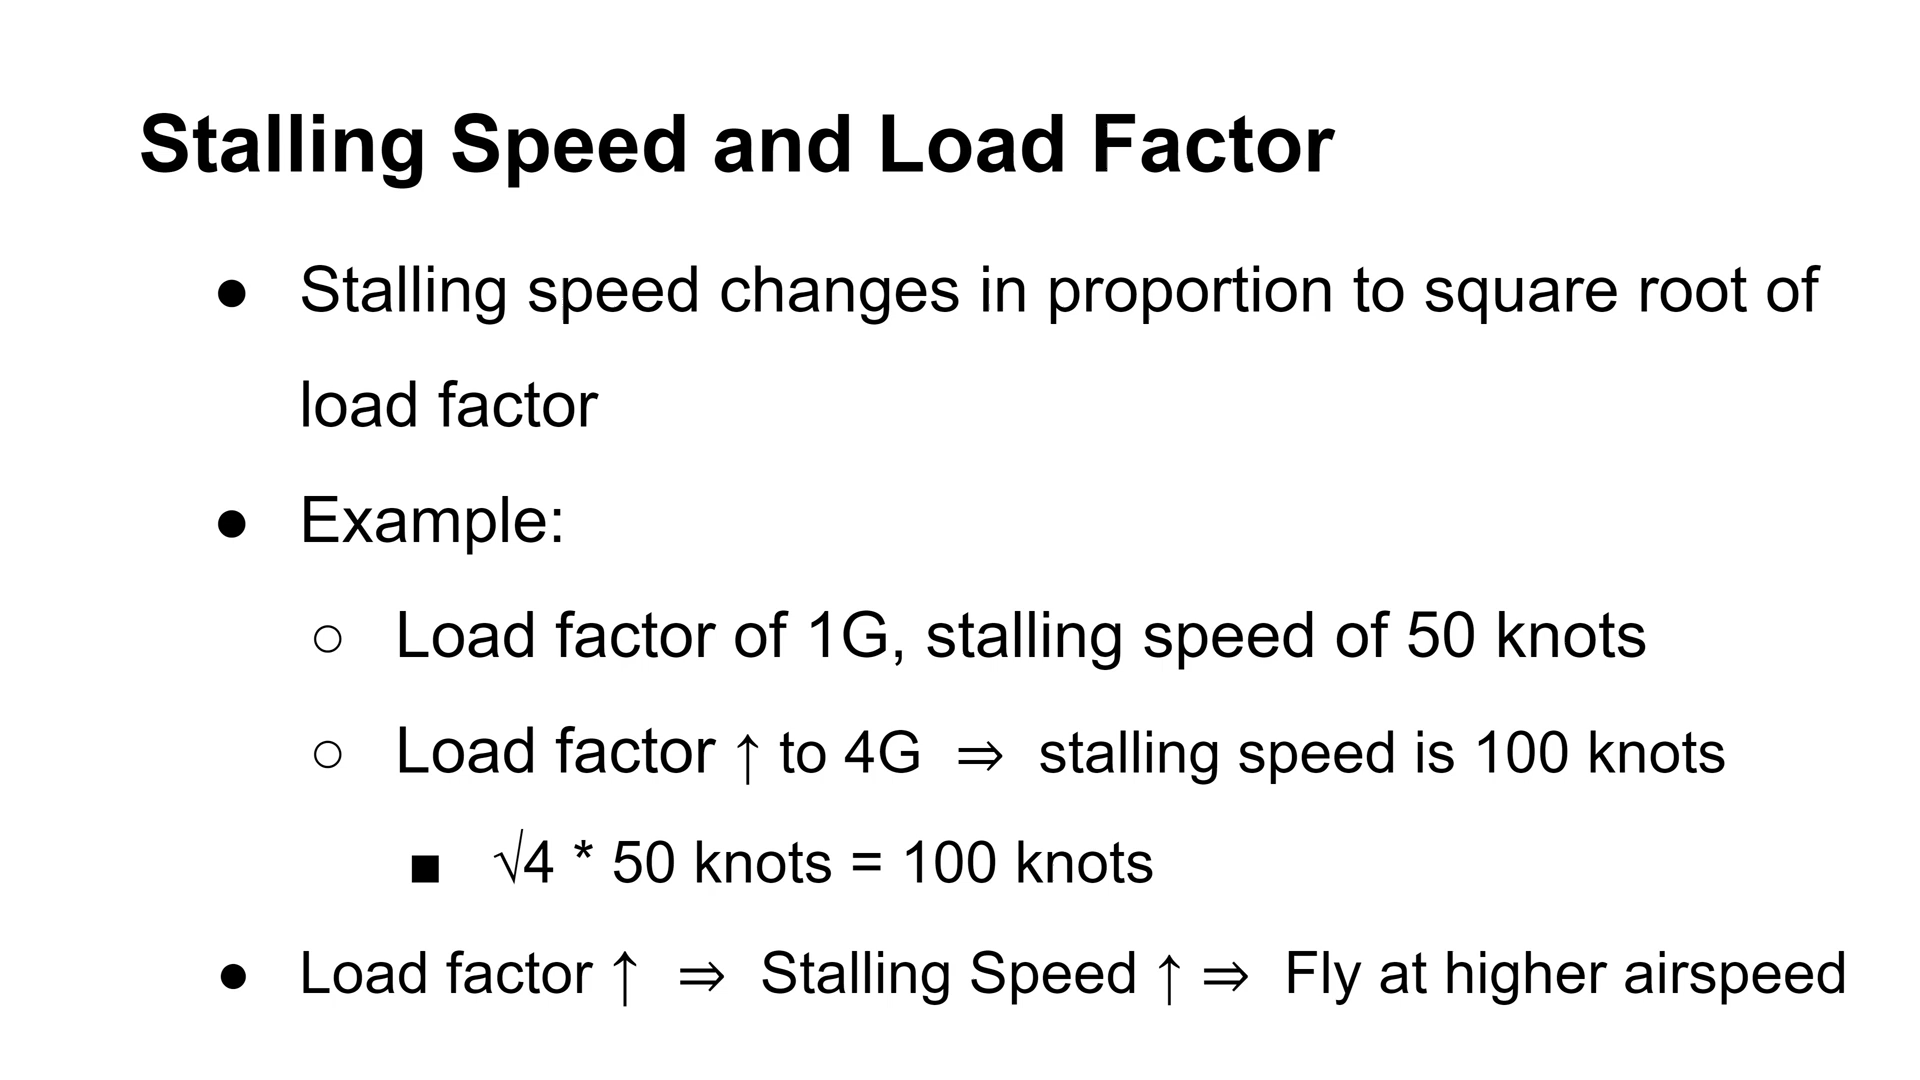 Stalling Speed and Load Factor
● Stalling speed changes in proportion to square root of
load factor
● Example:
○ Load factor of 1G, stalling speed of 50 knots
○ Load factor ↑ to 4G ⇒ stalling speed is 100 knots
■ √4 * 50 knots = 100 knots
● Load factor ↑ ⇒ Stalling Speed ↑ ⇒ Fly at higher airspeed